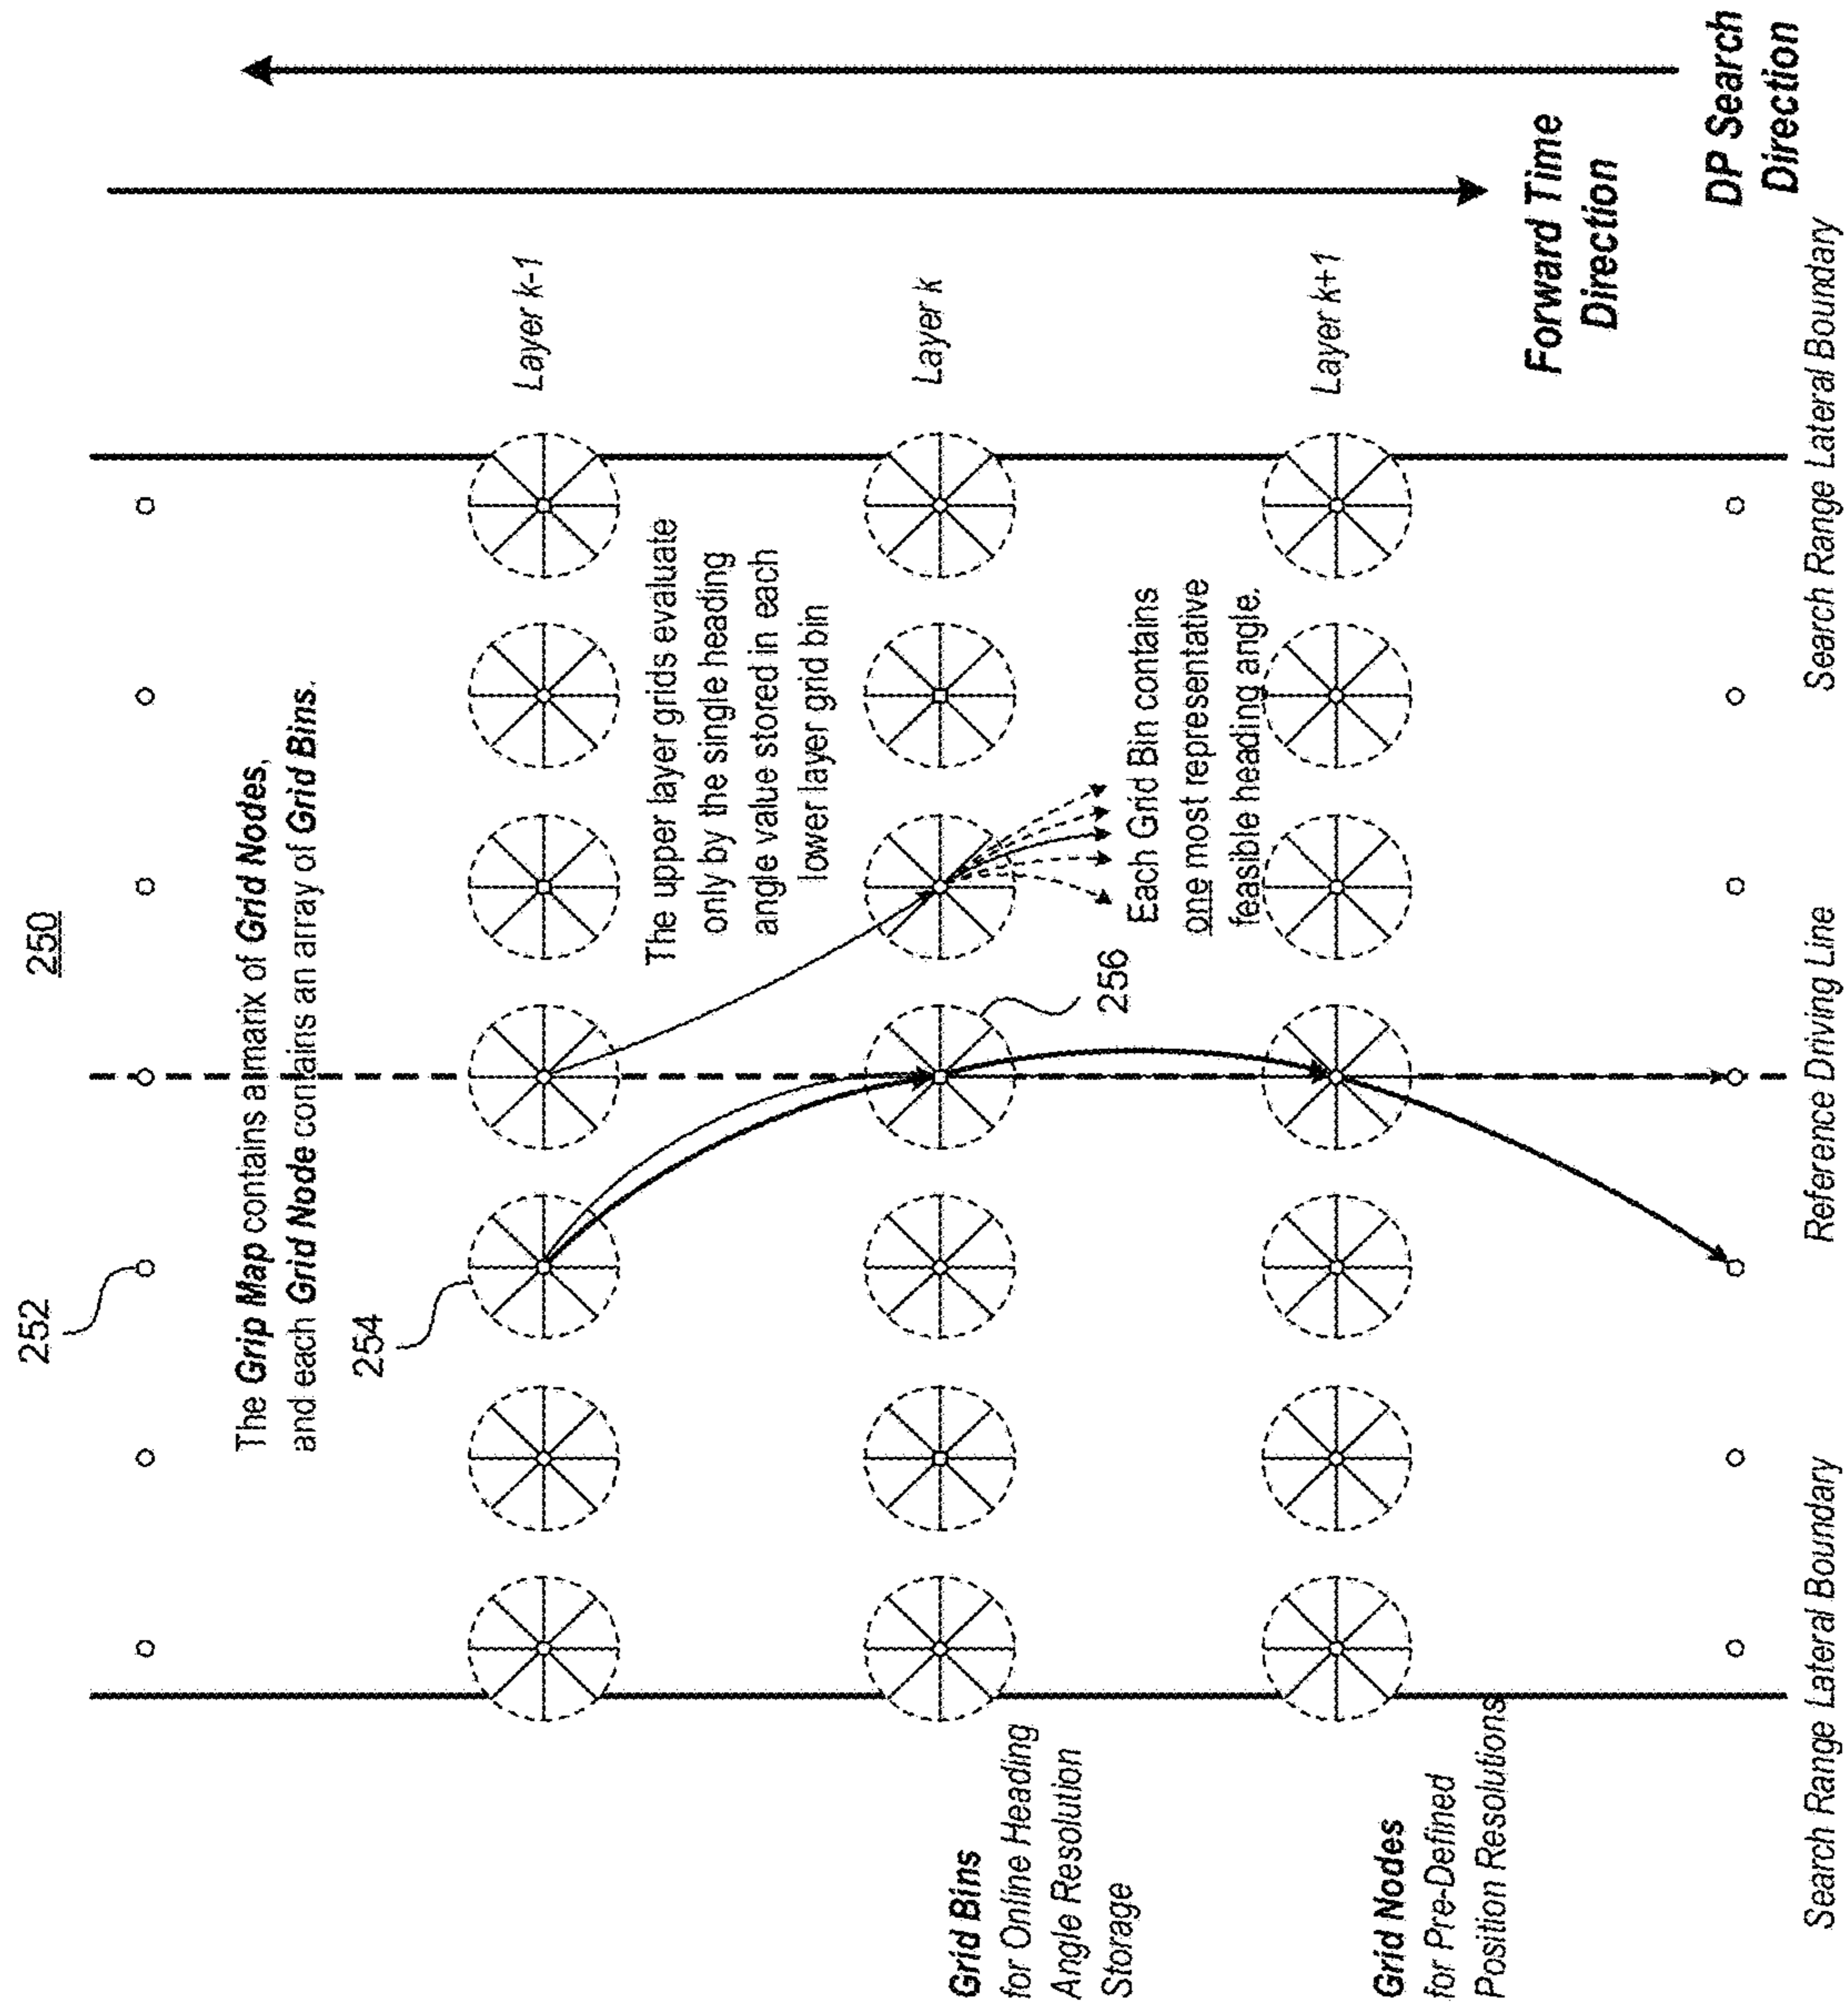 250
252
The Grip Map contains a marix of Grid Nodes,
and each Grid Node contains an array of Grid Bins.
254
Layer k-1
The upper layer grids evaluate
only by the single heading
angle value stored in each
lower layer grid bin
Layer k
Grid Bins
for Online Heading
Angle Resolution
Storage
256
Each Grid Bin contains
one most representative
feasible heading angle.
Layer k+1
Grid Nodes
for Pre-Defined
Position Resolutions
Forward Time
Direction
DP Search
Direction
Search Range Lateral Boundary
Reference Driving Line
Search Range Lateral Boundary